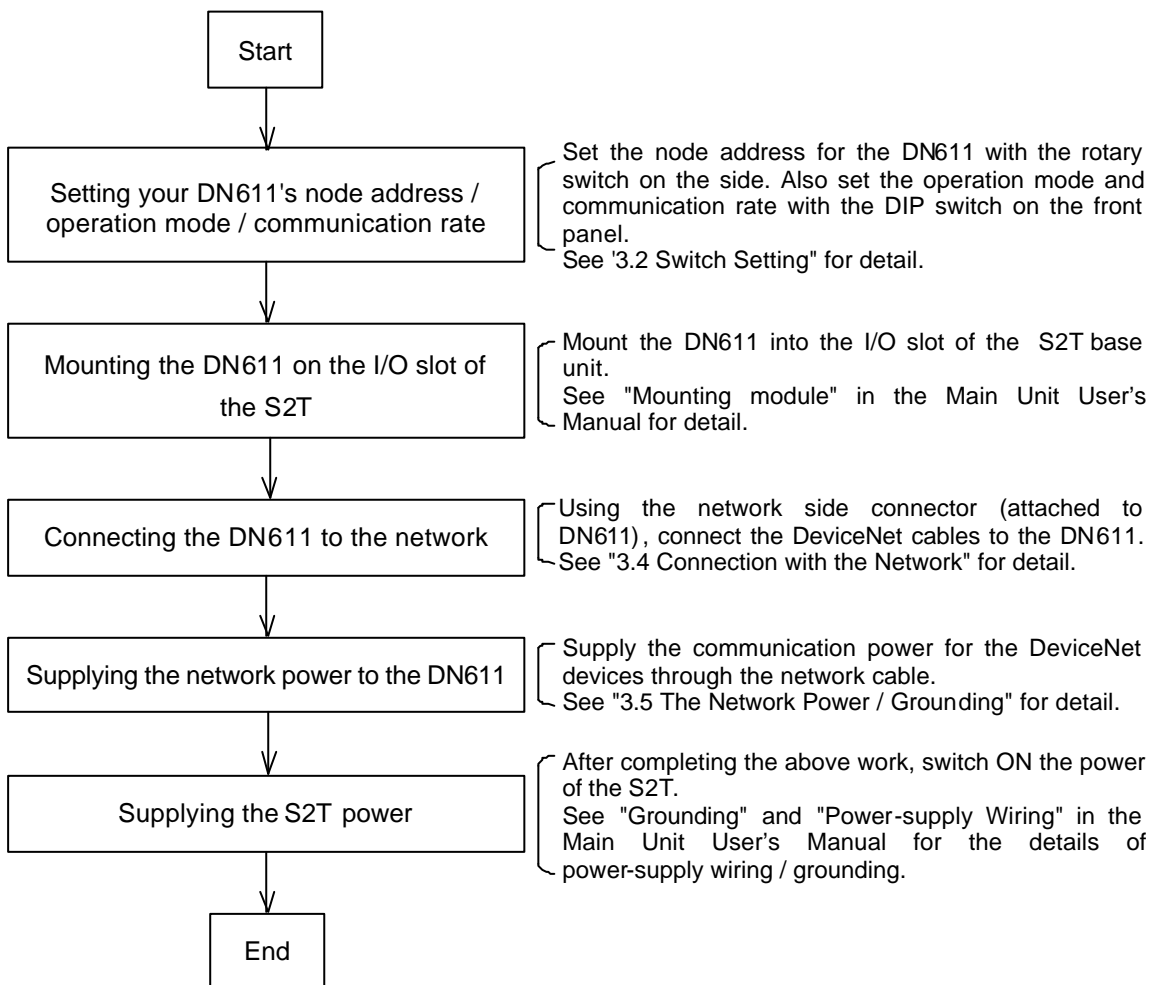 Start
Setting your DN611's node address /
operation mode / communication rate
Set the node address for the DN611 with the rotary
switch on the side. Also set the operation mode and
communication rate with the DIP switch on the front
panel.
See '3.2 Switch Setting" for detail.
Mounting the DN611 on the I/O slot of
the S2T
Mount the DN611 into the I/O slot of the S2T base
unit.
See "Mounting module" in the Main Unit User's
Manual for detail.
Connecting the DN611 to the network
Using the network side connector (attached to
DN611), connect the DeviceNet cables to the DN611.
See "3.4 Connection with the Network" for detail.
Supplying the network power to the DN611
Supply the communication power for the DeviceNet
devices through the network cable.
See "3.5 The Network Power / Grounding" for detail.
Supplying the S2T power
After completing the above work, switch ON the power
of the S2T.
See "Grounding" and "Power-supply Wiring" in the
Main Unit User's Manual for the details of
power-supply wiring / grounding.
End